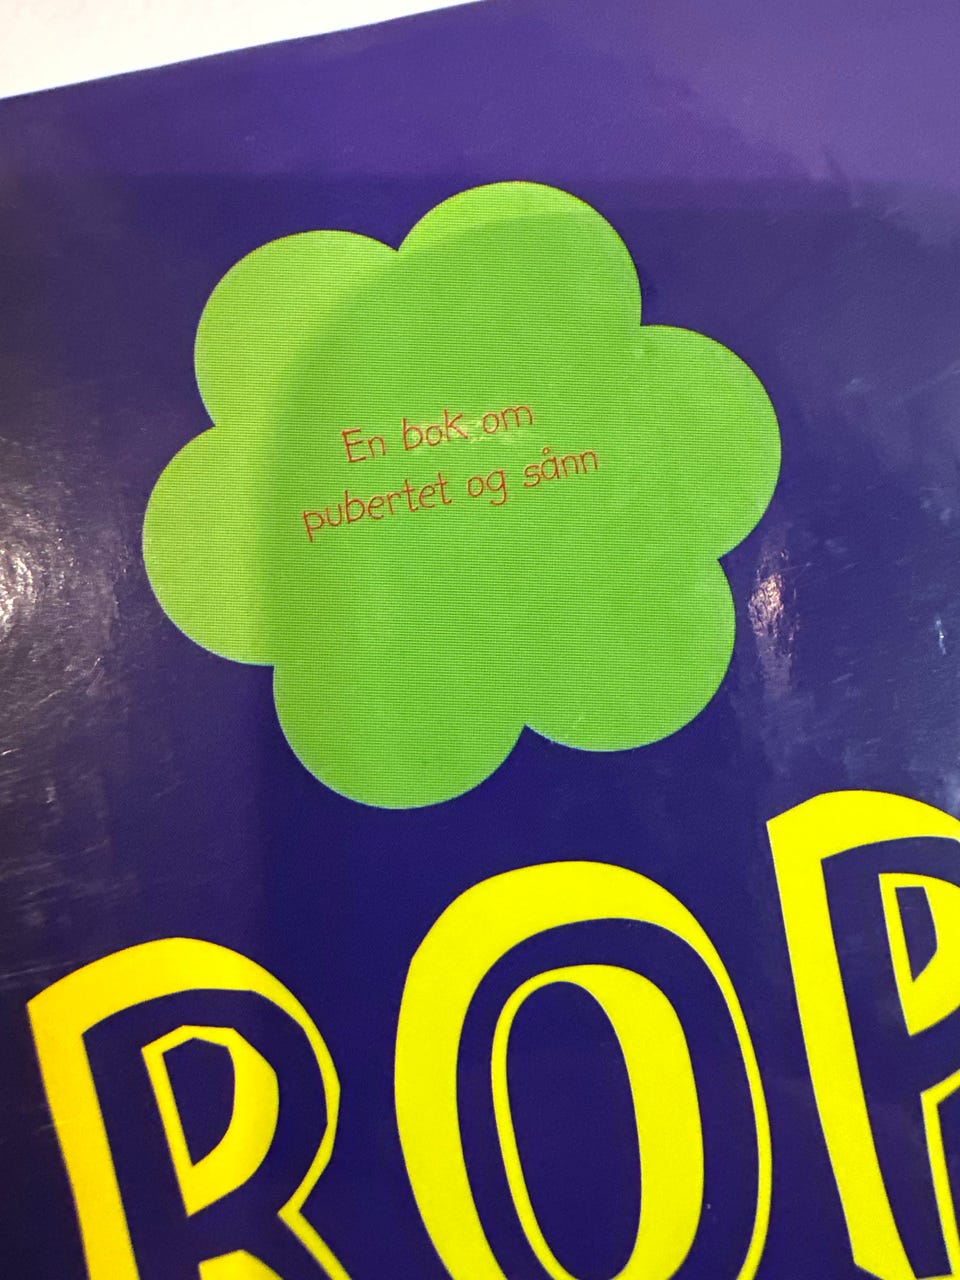 En bok om
pubertet og sånn
ROP